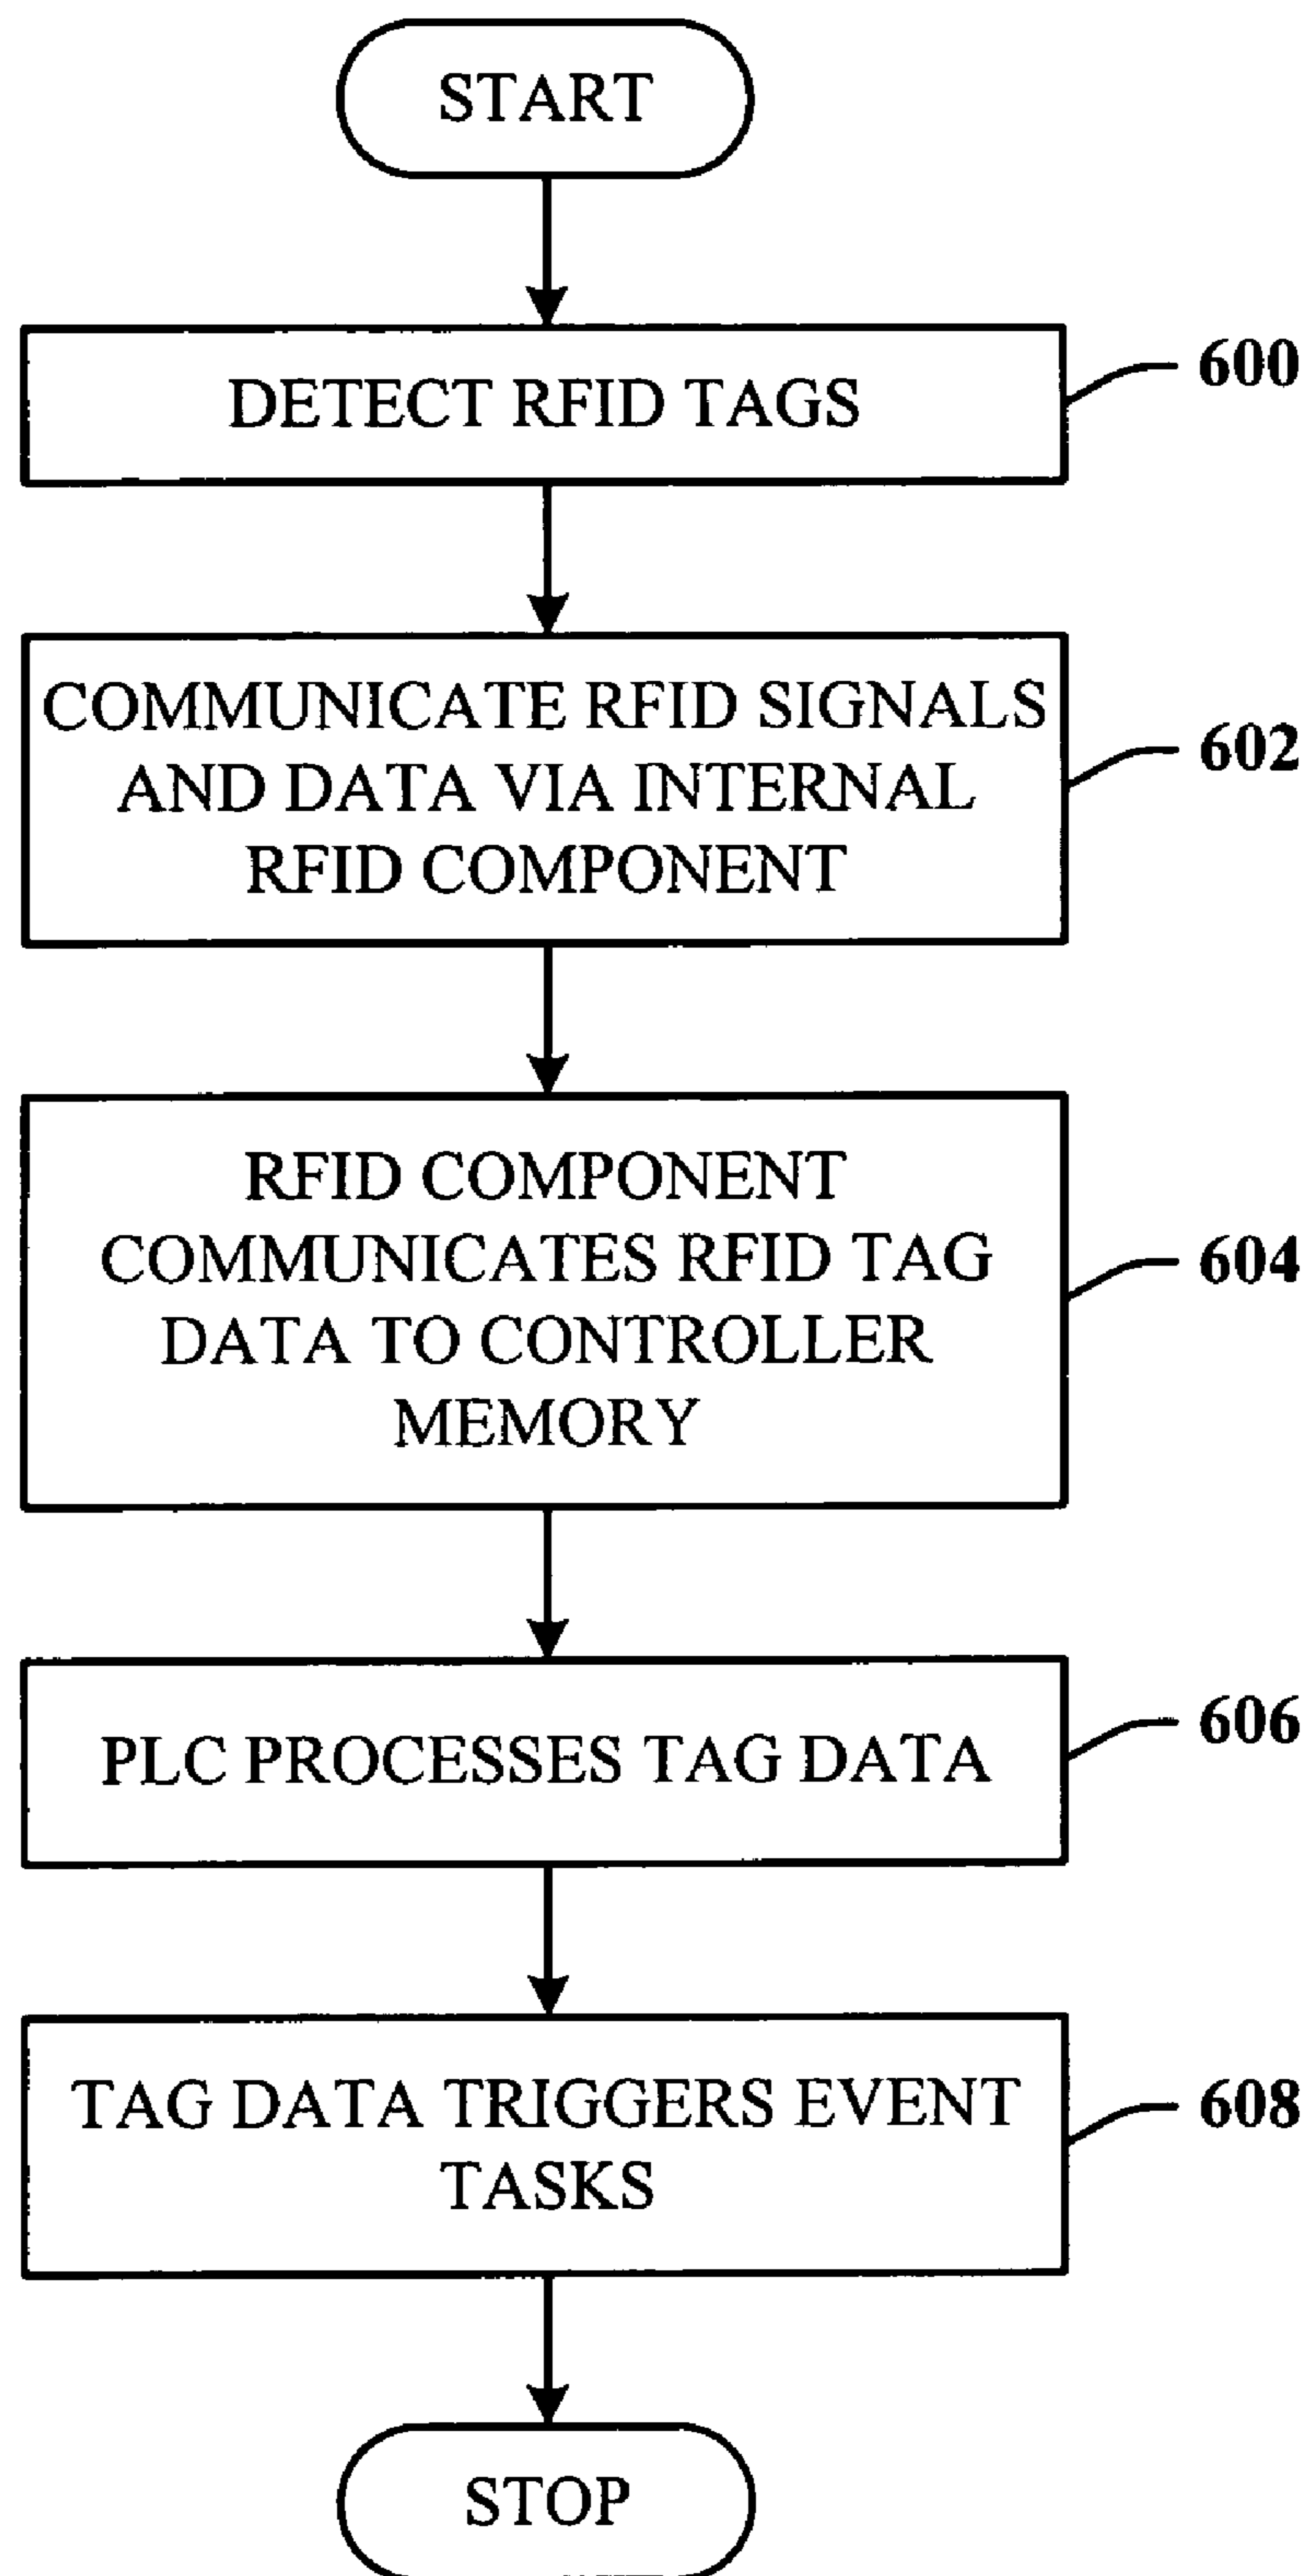 START
DETECT RFID TAGS
600
COMMUNICATE RFID SIGNALS
AND DATA VIA INTERNAL
RFID COMPONENT
602
RFID COMPONENT
COMMUNICATES RFID TAG
DATA TO CONTROLLER
MEMORY
604
PLC PROCESSES TAG DATA
606
TAG DATA TRIGGERS EVENT
TASKS
608
STOP